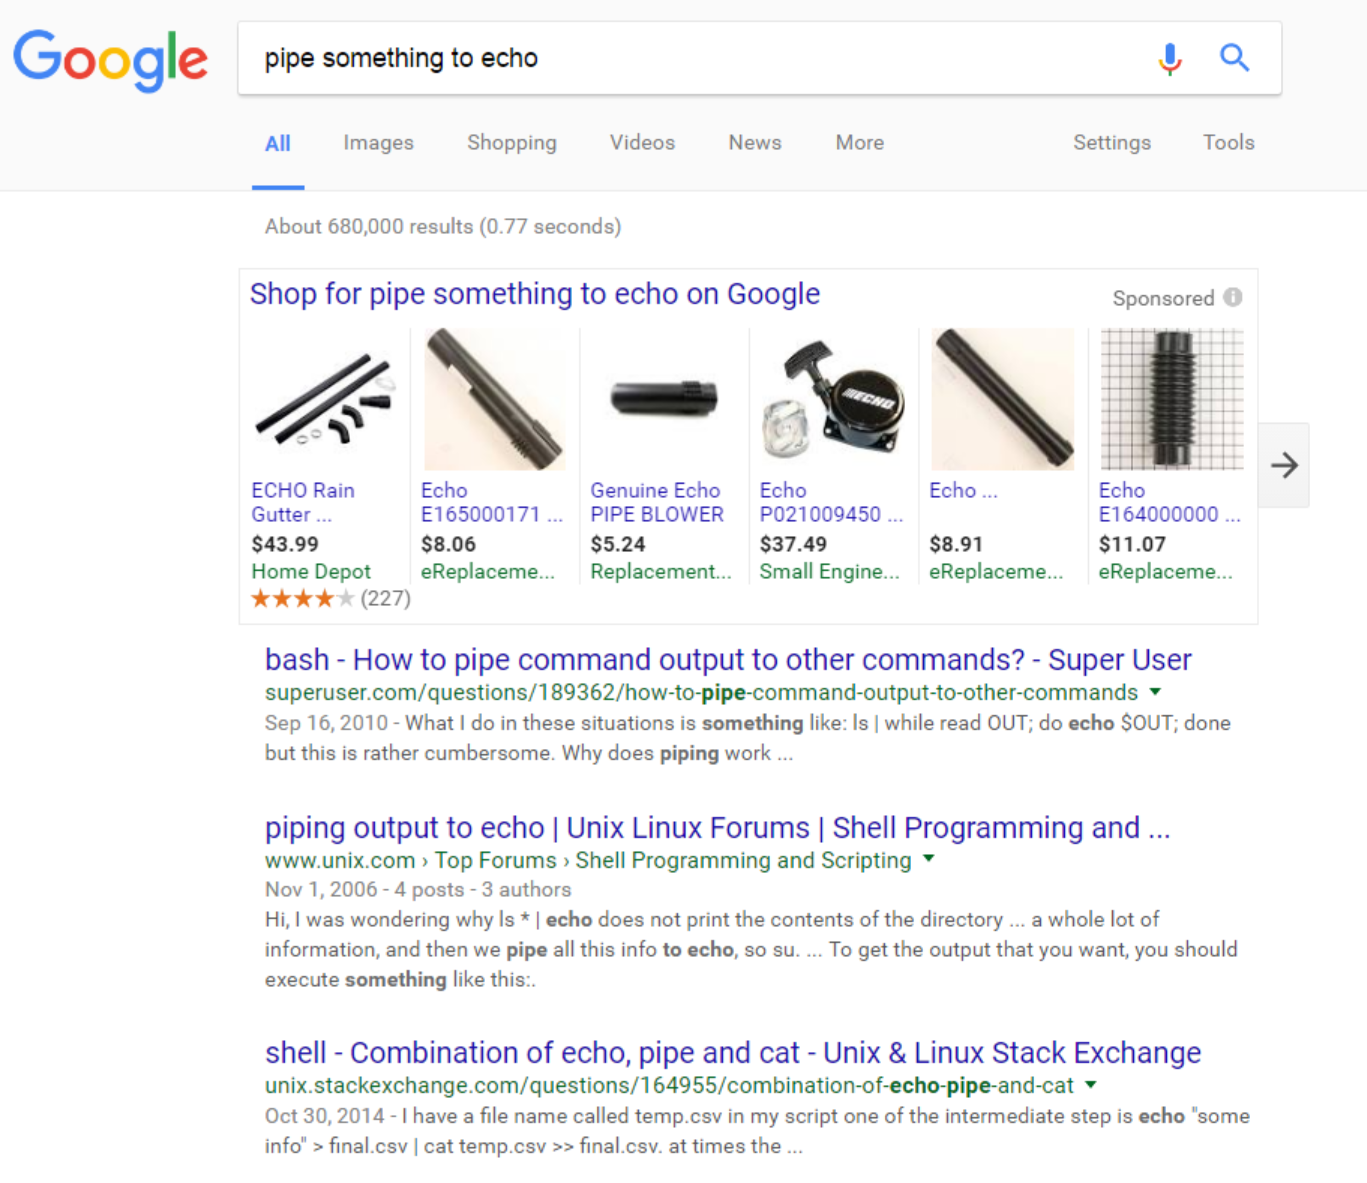 Google
pipe something to echo
All Images Shopping Videos News More Settings Tools
About 680,000 results (0.77 seconds)
Shop for pipe something to echo on Google
Sponsored
ECHO Rain
Gutter ...
$43.99
Home Depot
(227)
Echo
E165000171 ...
$8.06
eReplaceme...
Genuine Echo
PIPE BLOWER
$5.24
Replacement...
ECHO
Echo
P021009450 ...
$37.49
Small Engine...
Echo ...
$8.91
eReplaceme...
Echo
E164000000 ...
$11.07
eReplaceme...
bash - How to pipe command output to other commands? - Super User
superuser.com/questions/189362/how-to-pipe-command-output-to-other-commands
Sep 16, 2010 - What I do in these situations is something like: ls | while read OUT; do echo $OUT; done
but this is rather cumbersome. Why does piping work ...
piping output to echo | Unix Linux Forums | Shell Programming and ...
www.unix.com › Top Forums › Shell Programming and Scripting
Nov 1, 2006 - 4 posts - 3 authors
Hi, I was wondering why ls * | echo does not print the contents of the directory ... a whole lot of
information, and then we pipe all this info to echo, so su. ... To get the output that you want, you should
execute something like this:.
shell - Combination of echo, pipe and cat - Unix & Linux Stack Exchange
unix.stackexchange.com/questions/164955/combination-of-echo-pipe-and-cat
Oct 30, 2014 - I have a file name called temp.csv in my script one of the intermediate step is echo "some
info" > final.csv | cat temp.csv >> final.csv. at times the ...